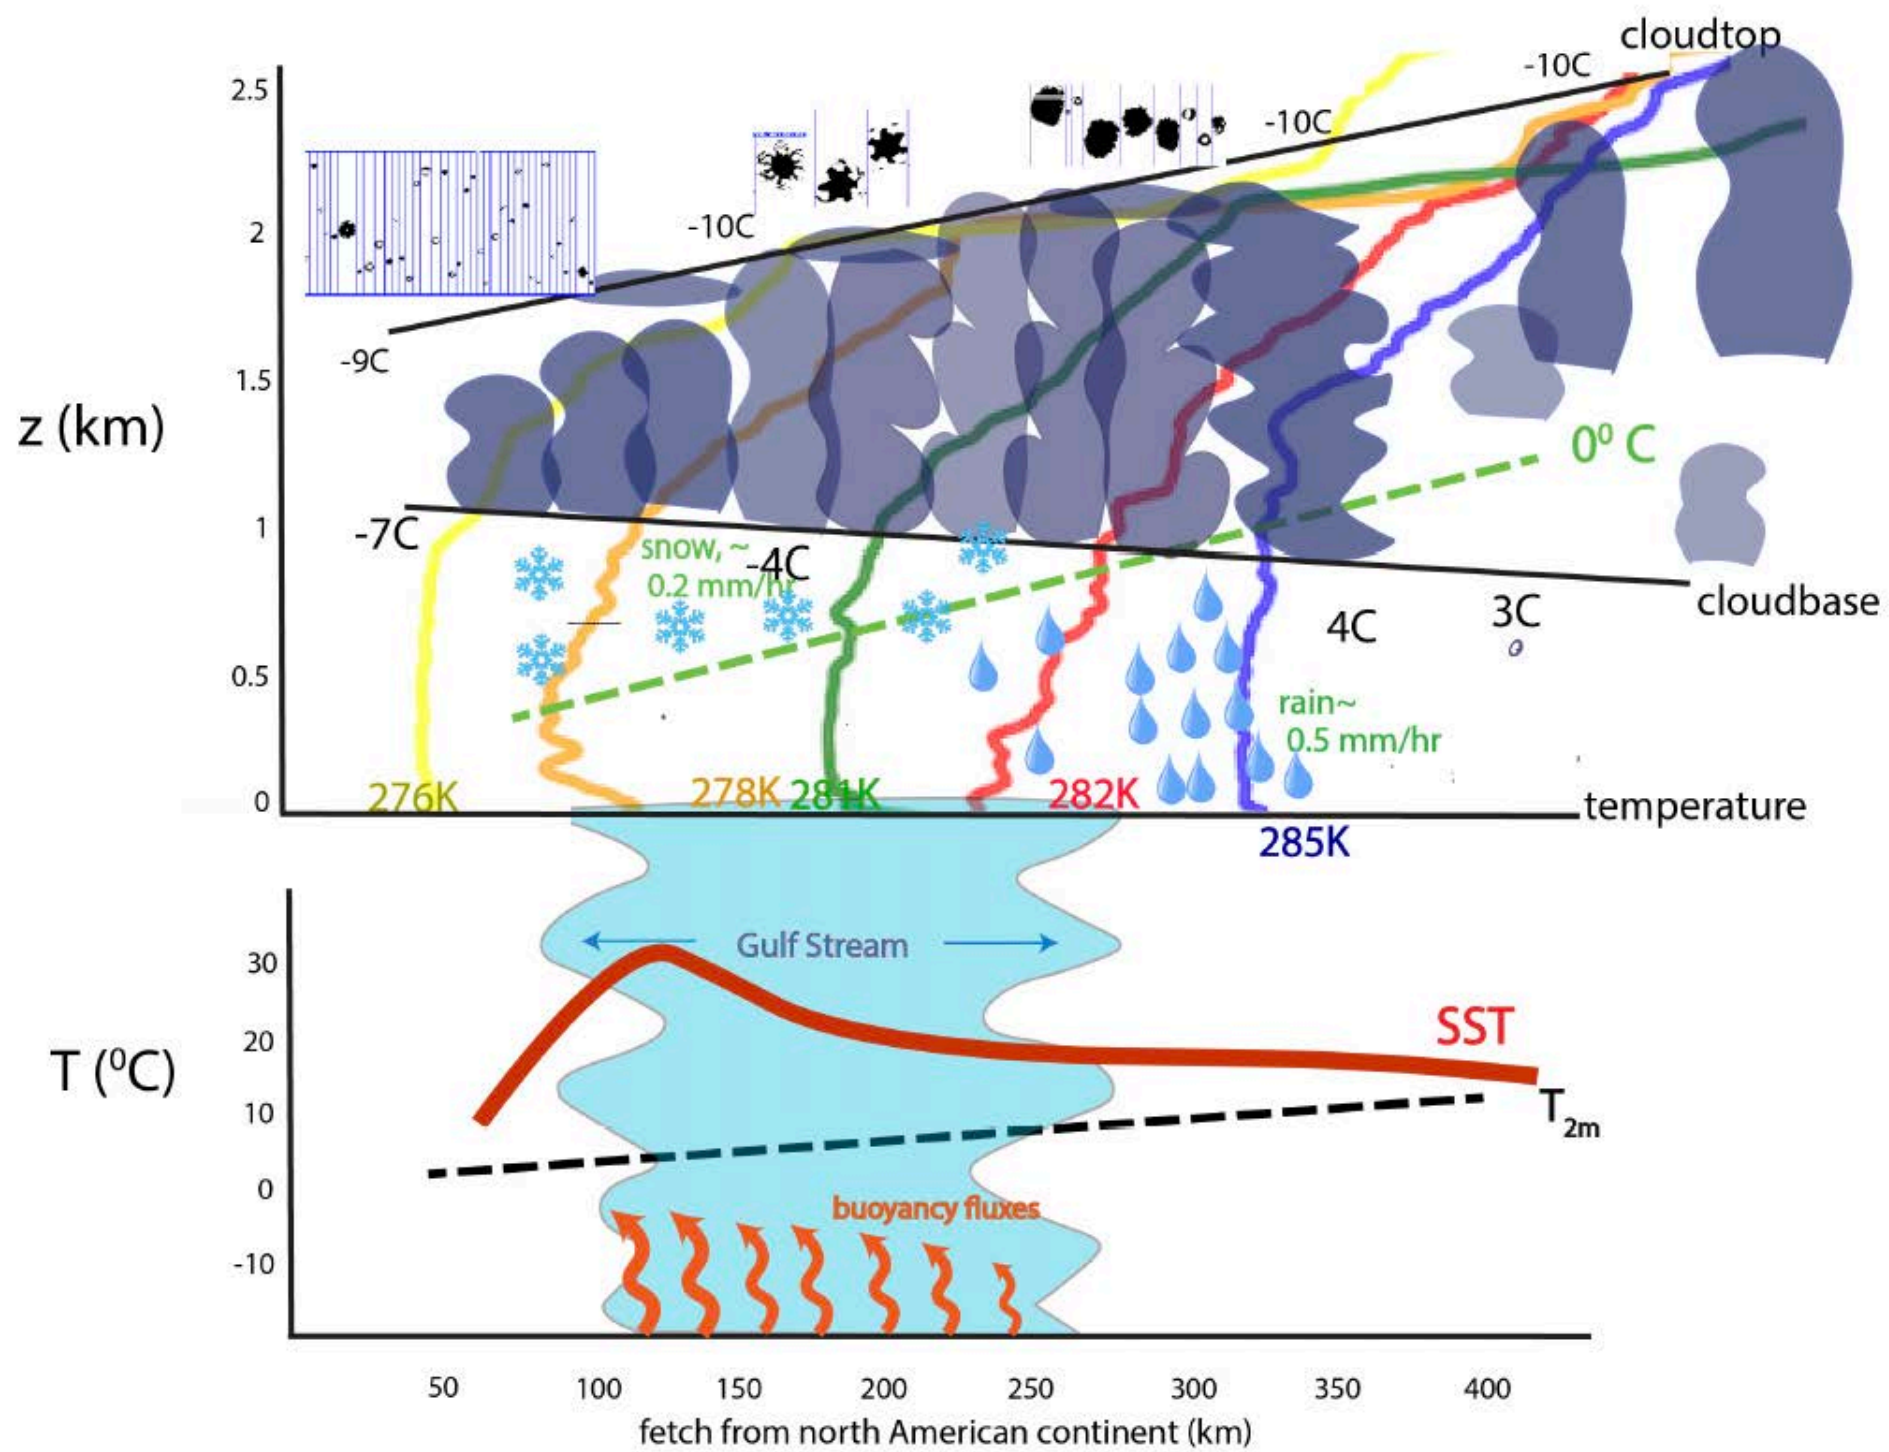 cloudtop
-10C
2.5
-10C
2
-10C
-9C
1.5
z (km)
0⁰ C
1
-7C
snow, ~
0.2 mm/hr
-4C
cloudbase
4C
3C
0.5
rain~
0.5 mm/hr
0
276K
278K
281K
282K
temperature
285K
30
Gulf Stream
20
SST
T (⁰C)
10
T2m
0
buoyancy fluxes
-10
50 100 150 200 250 300 350 400
fetch from north American continent (km)